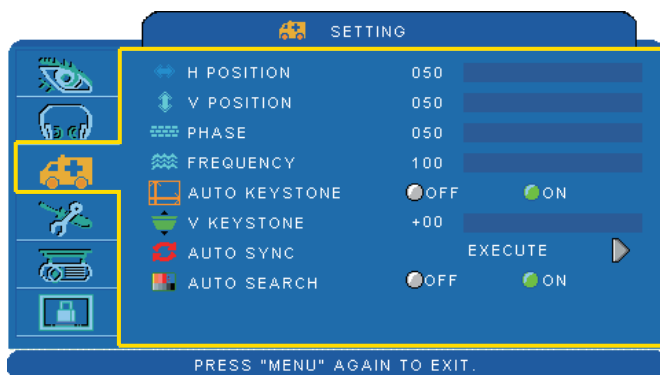 SETTING
H POSITION 050
V POSITION 050
PHASE 050
FREQUENCY 100
AUTO KEYSTONE OFF ON
V KEYSTONE +00
AUTO SYNC EXECUTE
AUTO SEARCH OFF ON
PRESS "MENU" AGAIN TO EXIT.